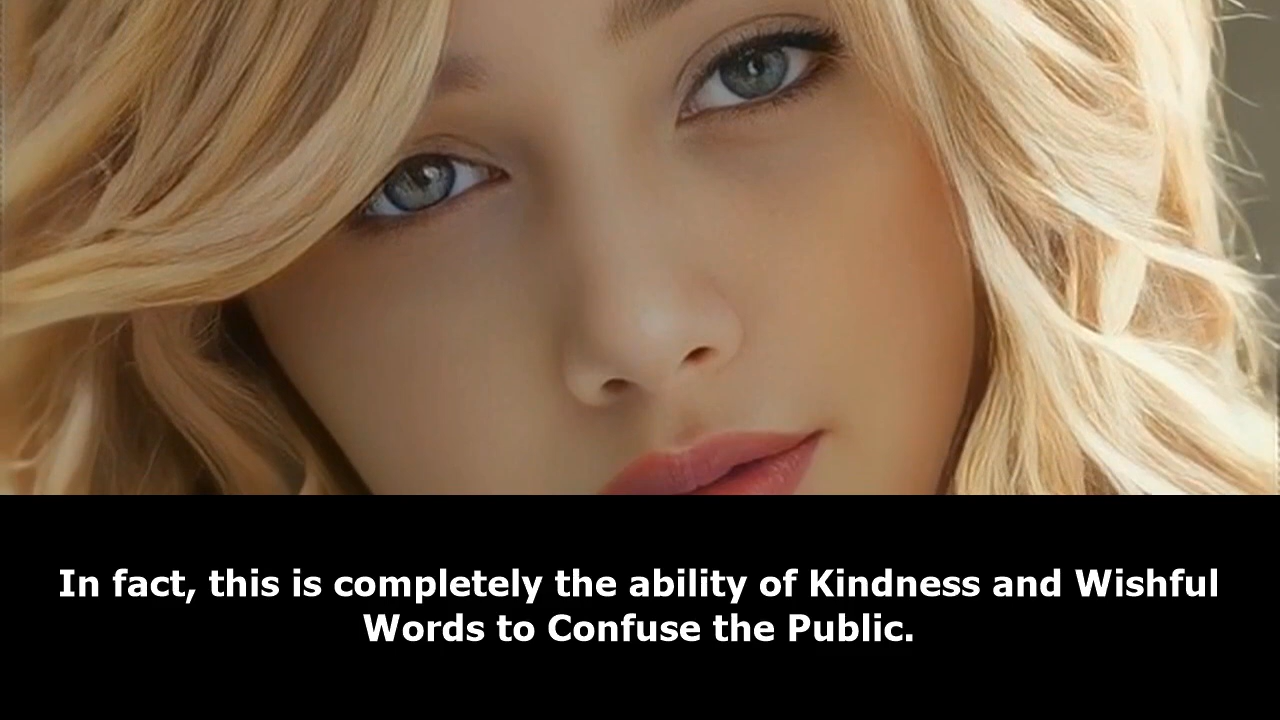 In fact, this is completely the ability of Kindness and Wishful
Words to Confuse the Public.